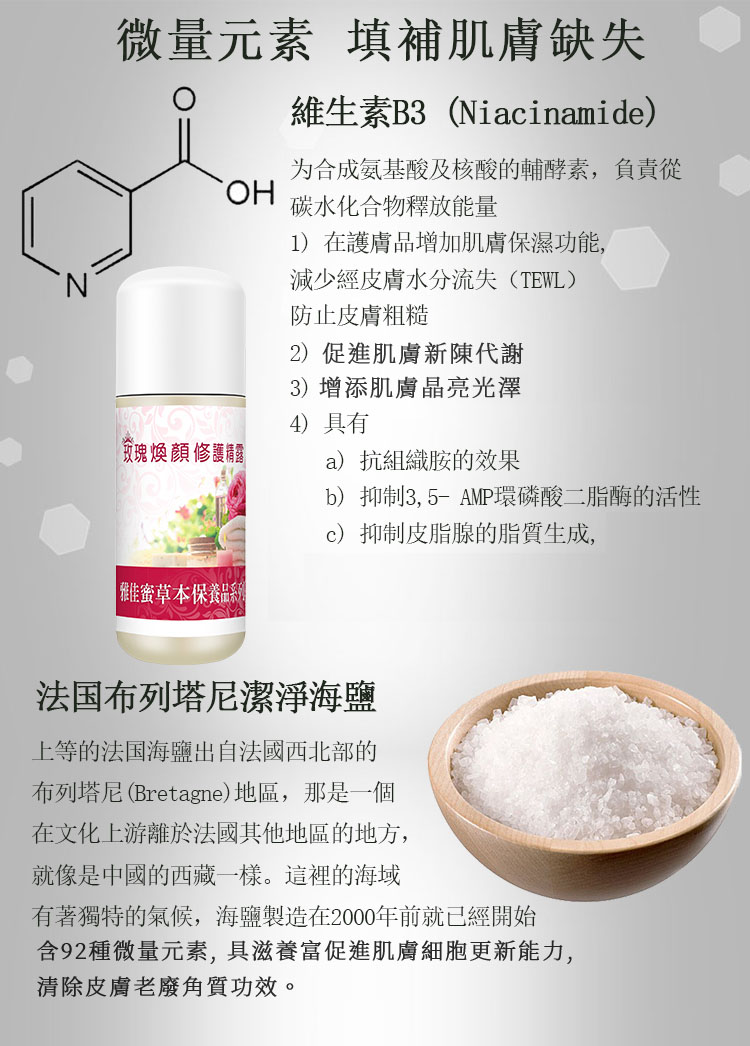 微量元素 填補肌膚缺失
維生素B3 (Niacinamide)
O
OH
N
为合成氨基酸及核酸的輔酵素，負責從
碳水化合物釋放能量
1) 在護膚品增加肌膚保濕功能,
減少經皮膚水分流失（TEWL）
防止皮膚粗糙
2) 促進肌膚新陳代謝
3) 增添肌膚晶亮光澤
4) 具有
a) 抗組織胺的效果
b) 抑制3,5- AMP環磷酸二脂酶的活性
c) 抑制皮脂腺的脂質生成,
玫瑰煥顏修護精露
雅佳蜜草本保養品系列
法国布列塔尼潔淨海鹽
上等的法国海鹽出自法國西北部的
布列塔尼(Bretagne)地區，那是一個
在文化上游離於法國其他地區的地方，
就像是中國的西藏一樣。這裡的海域
有著獨特的氣候，海鹽製造在2000年前就已經開始
含92種微量元素, 具滋養富促進肌膚細胞更新能力,
清除皮膚老廢角質功效。